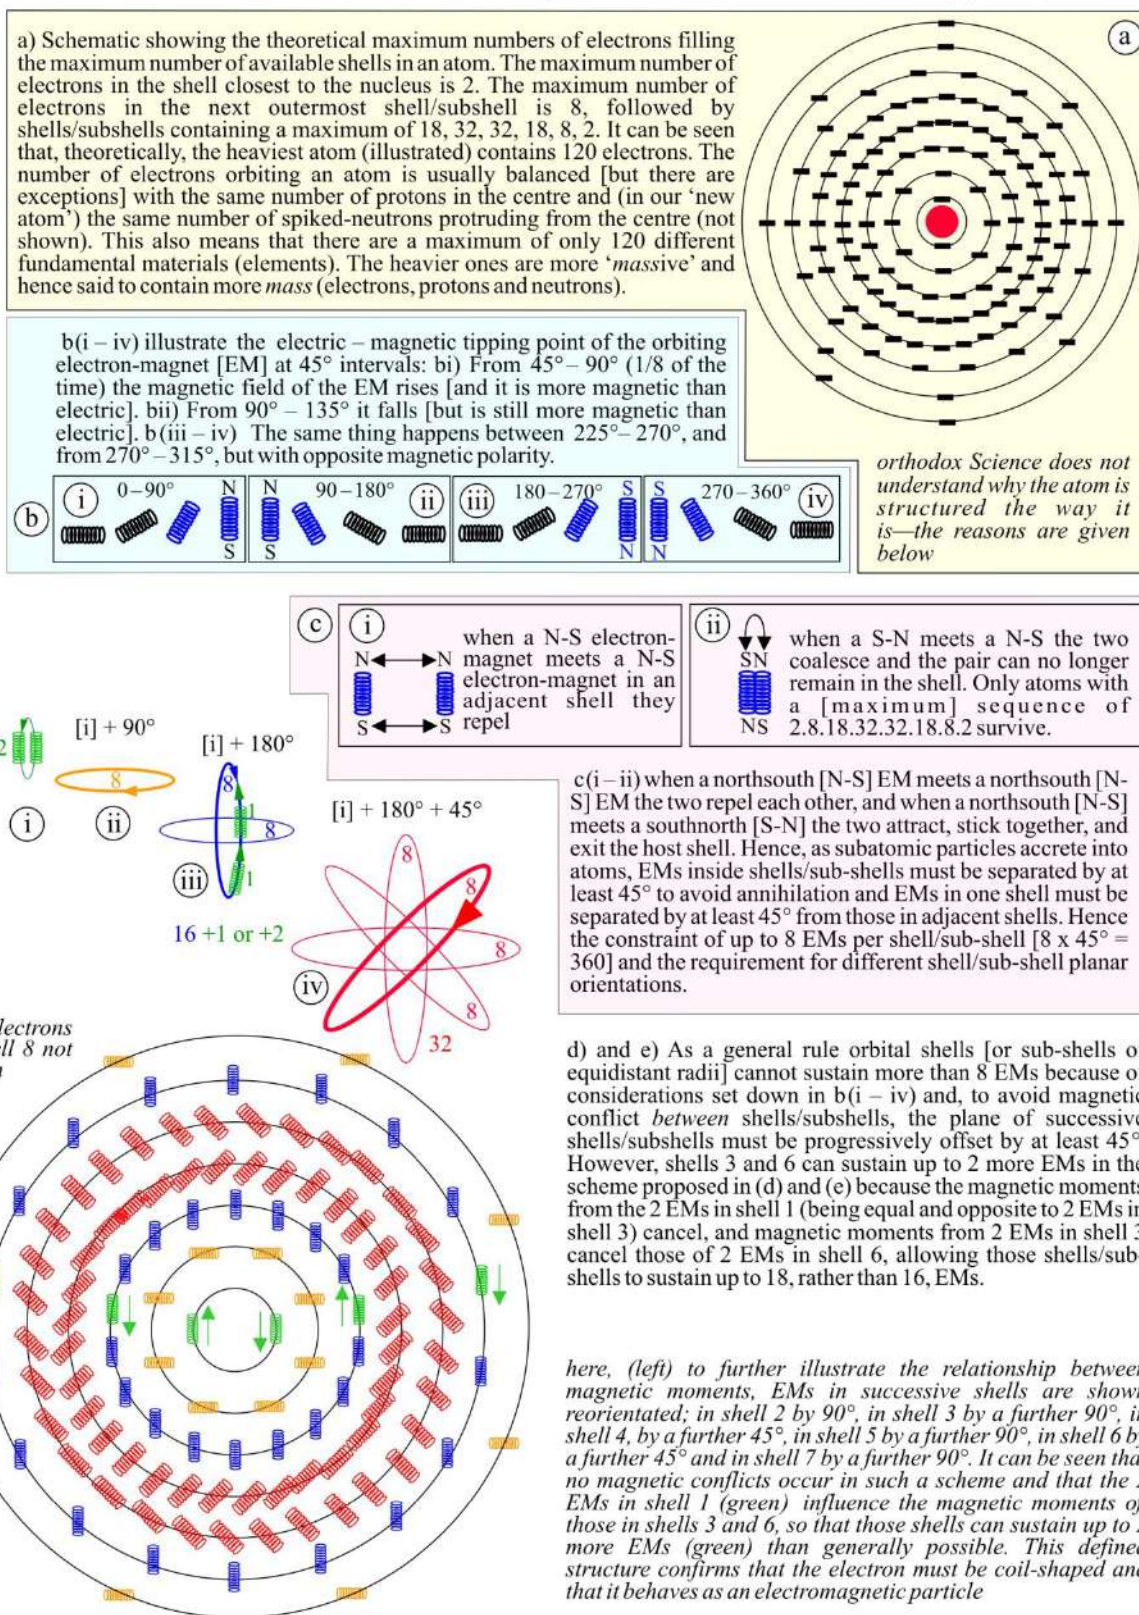 a
a) Schematic showing the theoretical maximum numbers of electrons filling
the maximum number of available shells in an atom. The maximum number of
electrons in the shell closest to the nucleus is 2. The maximum number of
electrons in the next outermost shell/subshell is 8, followed by
shells/subshells containing a maximum of 18, 32, 32, 18, 8, 2. It can be seen
that, theoretically, the heaviest atom (illustrated) contains 120 electrons. The
number of electrons orbiting an atom is usually balanced [but there are
exceptions] with the same number of protons in the centre and (in our ‘new
atom’) the same number of spiked-neutrons protruding from the centre (not
shown). This also means that there are a maximum of only 120 different
fundamental materials (elements). The heavier ones are more ‘massive’ and
hence said to contain more mass (electrons, protons and neutrons).
b(i – iv) illustrate the electric – magnetic tipping point of the orbiting
electron-magnet [EM] at 45° intervals: bi) From 45° – 90° (1/8 of the
time) the magnetic field of the EM rises [and it is more magnetic than
electric]. bii) From 90° – 135° it falls [but is still more magnetic than
electric]. b(iii – iv) The same thing happens between 225°– 270°, and
from 270° – 315°, but with opposite magnetic polarity.
orthodox Science does not
understand why the atom is
structured the way it
is—the reasons are given
below
b
i 0–90° N S
N S 90–180° ii
iii 180–270° S N
S N 270–360° iv
c
i
when a N-S electron-
magnet meets a N-S
electron-magnet in an
adjacent shell they
repel
N N
S S
ii
SN
NS
when a S-N meets a N-S the two
coalesce and the pair can no longer
remain in the shell. Only atoms with
a [maximum] sequence of
2.8.18.32.32.18.8.2 survive.
c(i – ii) when a northsouth [N-S] EM meets a northsouth [N-
S] EM the two repel each other, and when a northsouth [N-S]
meets a southnorth [S-N] the two attract, stick together, and
exit the host shell. Hence, as subatomic particles accrete into
atoms, EMs inside shells/sub-shells must be separated by at
least 45° to avoid annihilation and EMs in one shell must be
separated by at least 45° from those in adjacent shells. Hence
the constraint of up to 8 EMs per shell/sub-shell [8 x 45° =
360] and the requirement for different shell/sub-shell planar
orientations.
2
i
[i] + 90°
8
ii
[i] + 180°
8
1
8
1
iii
16 +1 or +2
[i] + 180° + 45°
8
8
8
8
iv
32
lectrons
ell 8 not
n
d) and e) As a general rule orbital shells [or sub-shells o
equidistant radii] cannot sustain more than 8 EMs because o
considerations set down in b(i – iv) and, to avoid magnetic
conflict between shells/subshells, the plane of successive
shells/subshells must be progressively offset by at least 45°
However, shells 3 and 6 can sustain up to 2 more EMs in the
scheme proposed in (d) and (e) because the magnetic moments
from the 2 EMs in shell 1 (being equal and opposite to 2 EMs in
shell 3) cancel, and magnetic moments from 2 EMs in shell 3
cancel those of 2 EMs in shell 6, allowing those shells/sub-
shells to sustain up to 18, rather than 16, EMs.
here, (left) to further illustrate the relationship between
magnetic moments, EMs in successive shells are shown
reorientated; in shell 2 by 90°, in shell 3 by a further 90°, in
shell 4, by a further 45°, in shell 5 by a further 90°, in shell 6 by
a further 45° and in shell 7 by a further 90°. It can be seen that
no magnetic conflicts occur in such a scheme and that the 2
EMs in shell 1 (green) influence the magnetic moments of
those in shells 3 and 6, so that those shells can sustain up to 2
more EMs (green) than generally possible. This defined
structure confirms that the electron must be coil-shaped and
that it behaves as an electromagnetic particle